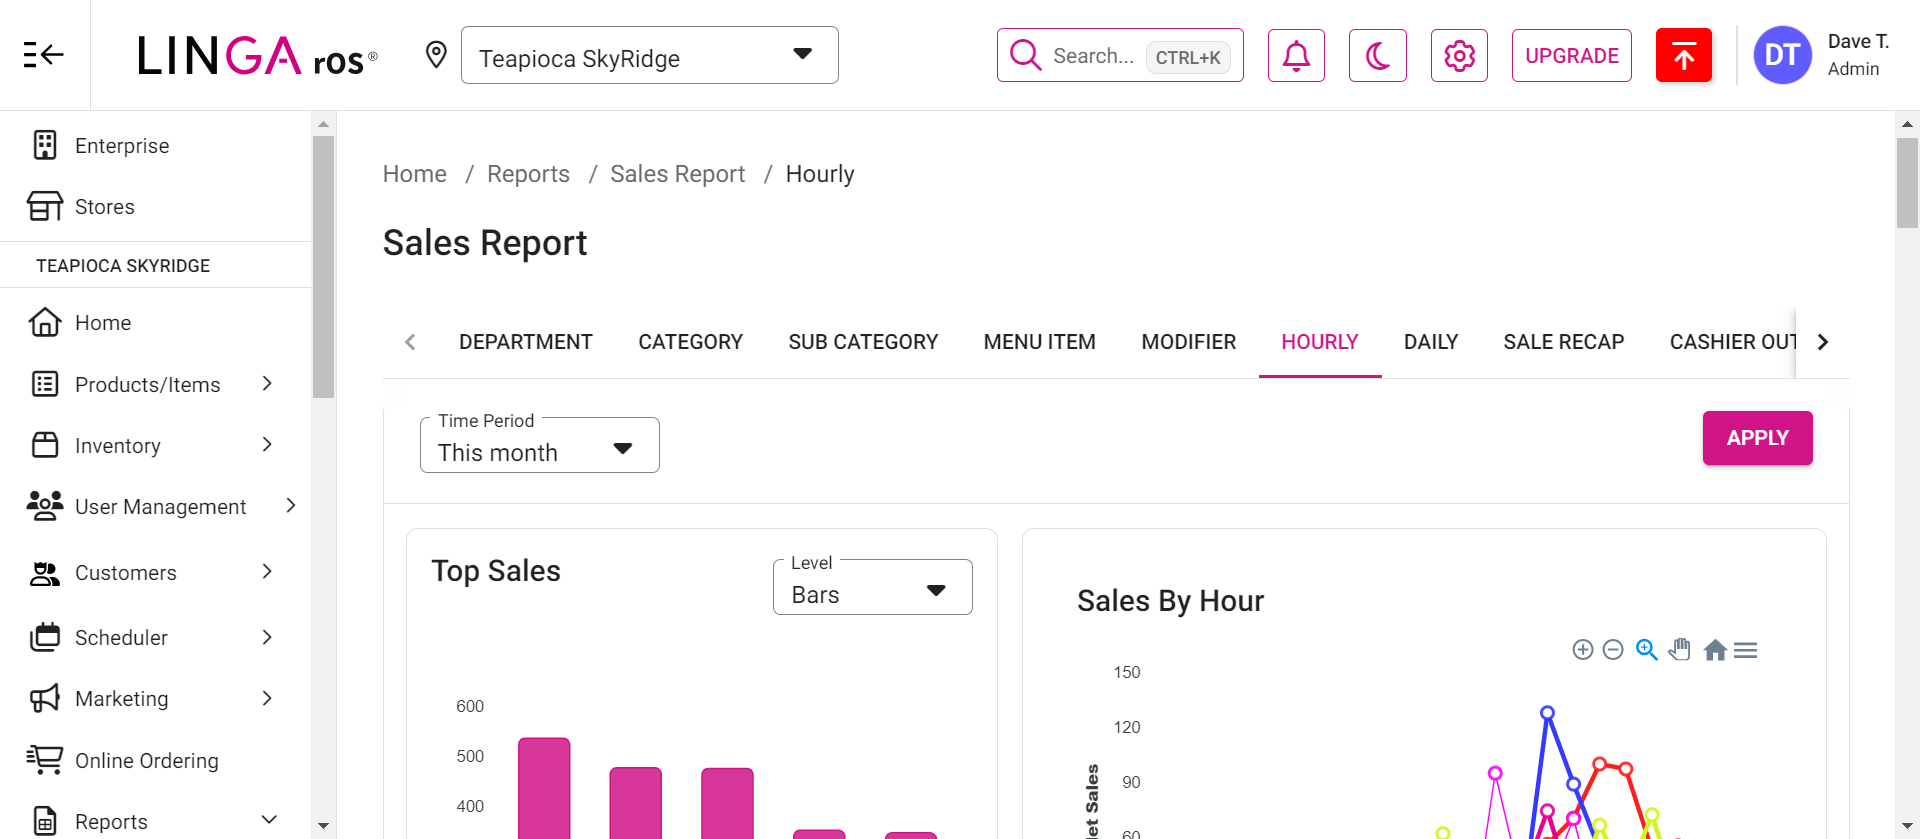 LINGA ros®
Teapioca SkyRidge
Search... CTRL+K
UPGRADE
DT
Dave T.
Admin
Enterprise
Stores
TEAPIOCA SKYRIDGE
Home
Products/Items
Inventory
User Management
Customers
Scheduler
Marketing
Online Ordering
Reports
Home / Reports / Sales Report / Hourly
Sales Report
DEPARTMENT CATEGORY SUB CATEGORY MENU ITEM MODIFIER HOURLY DAILY SALE RECAP CASHIER OUT
Time Period
This month
APPLY
Top Sales
Level
Bars
600
500
400
Sales By Hour
150
120
90
60
et Sales